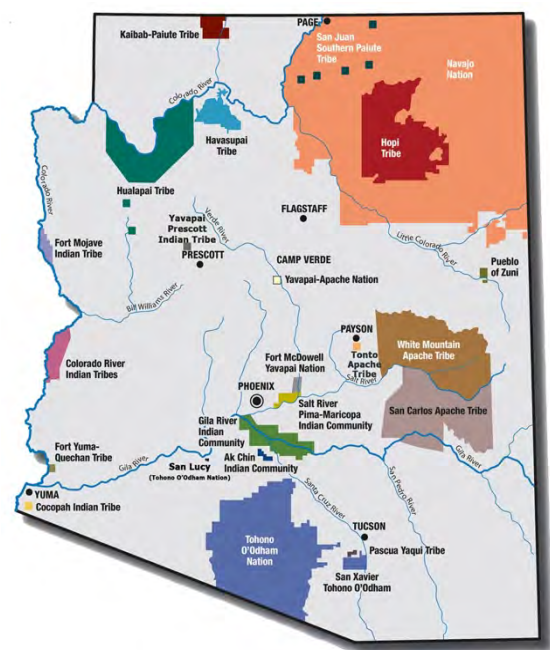 PAGE
Kaibab-Paiute Tribe
San Juan
Southern Paiute
Tribe
Navajo
Nation
Colorado River
Havasupai
Tribe
Hopi
Tribe
Hualapai Tribe
Colorado River
Yavapai
Prescott
Indian Tribe
Verde River
FLAGSTAFF
Fort Mojave
Indian Tribe
PRESCOTT
CAMP VERDE
Little Colorado River
Pueblo
of Zuni
Yavapai-Apache Nation
Bill Williams River
PAYSON
Tonto
Apache
Tribe
White Mountain
Apache Tribe
Colorado River
Indian Tribes
Fort McDowell
Yavapai Nation
Salt River
PHOENIX
Salt River
Pima-Maricopa
Indian Community
San Carlos Apache Tribe
Gila River
Indian
Community
Fort Yuma-
Quechan Tribe
Gila River
San Lucy
(Tohono O'Odham Nation)
Ak Chin
Indian Community
Gila River
San Pedro River
Santa Cruz River
YUMA
Cocopah Indian Tribe
TUCSON
Pascua Yaqui Tribe
Tohono
O'Odham
Nation
San Xavier
Tohono O'Odham